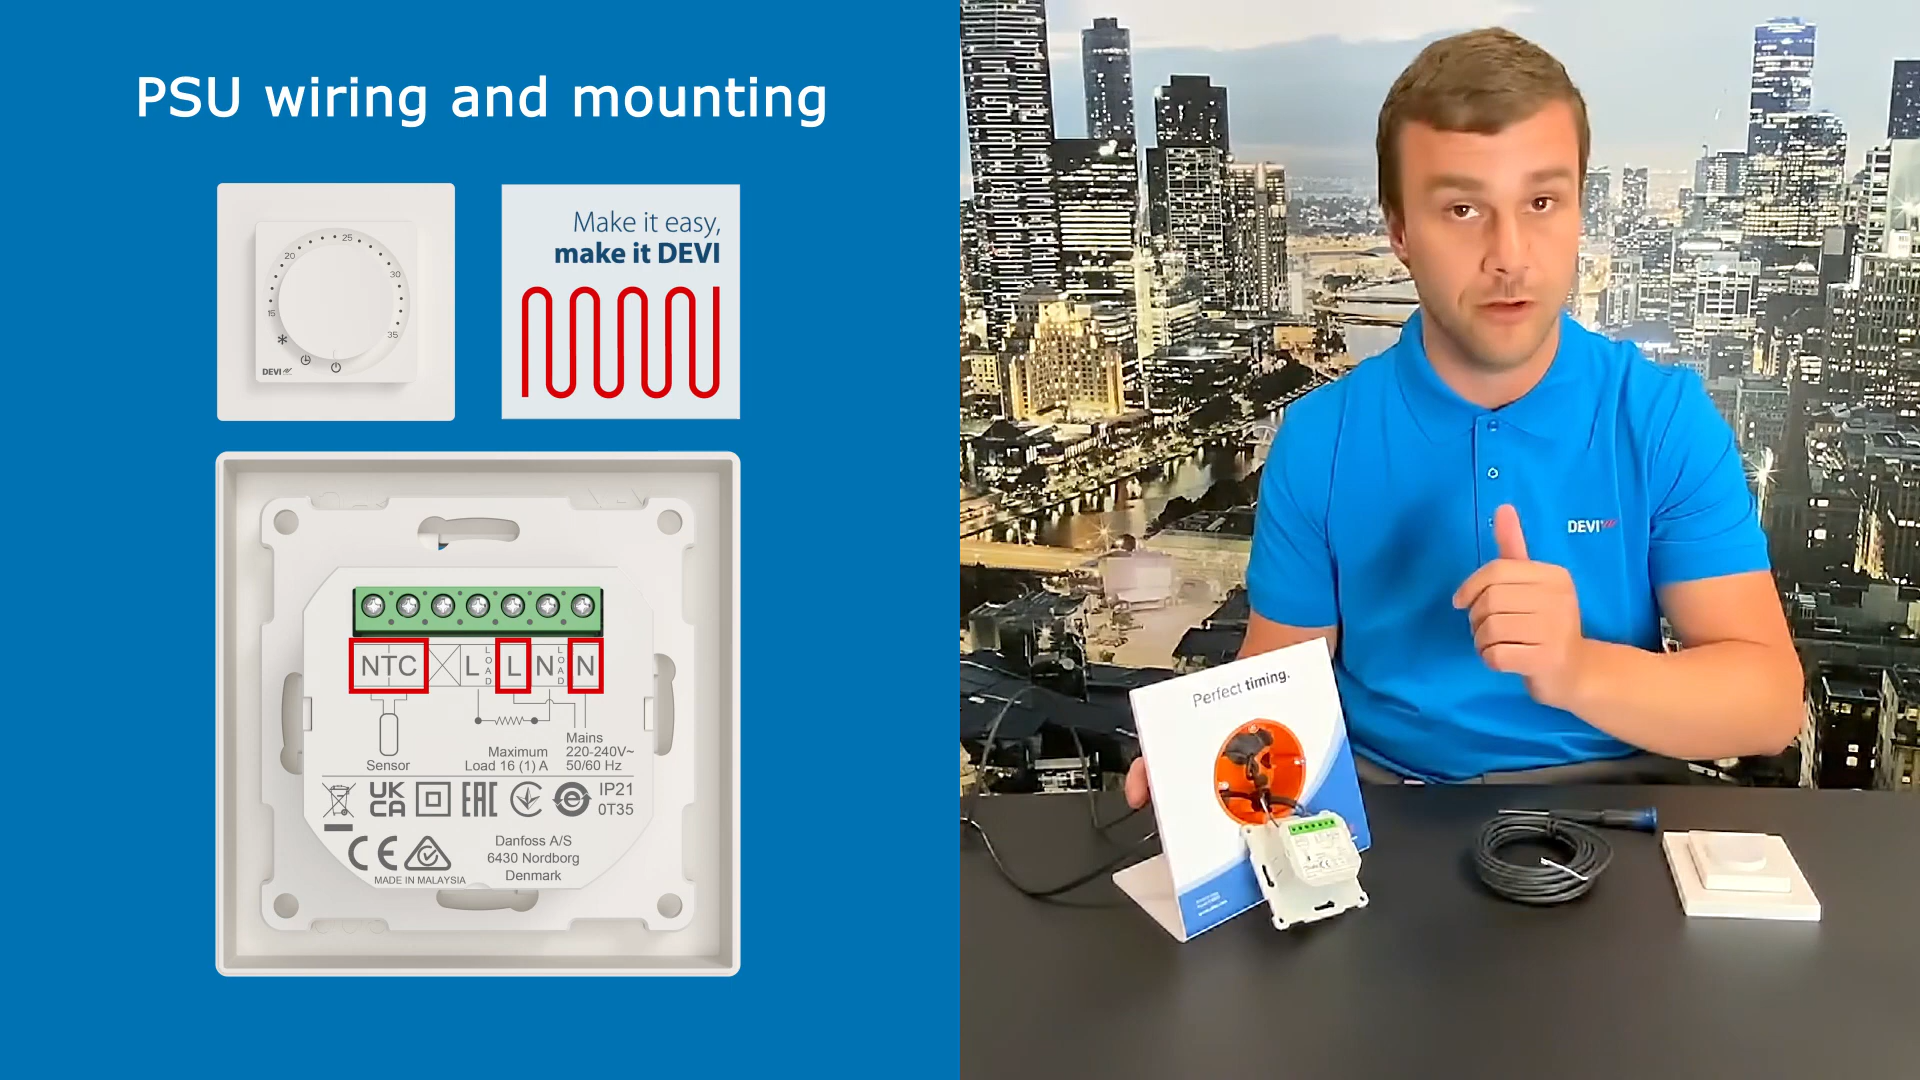 PSU wiring and mounting
25
20
30
15
35
DEVI
Make it easy,
make it DEVI
NTC L LOAD L N LOAD N
Mains
Maximum 220-240V~
Sensor Load 16 (1) A 50/60 Hz
UK CA EAC IP21
0T35
CE
Danfoss A/S
6430 Nordborg
Denmark
MADE IN MALAYSIA
DEVI
Perfect timing.